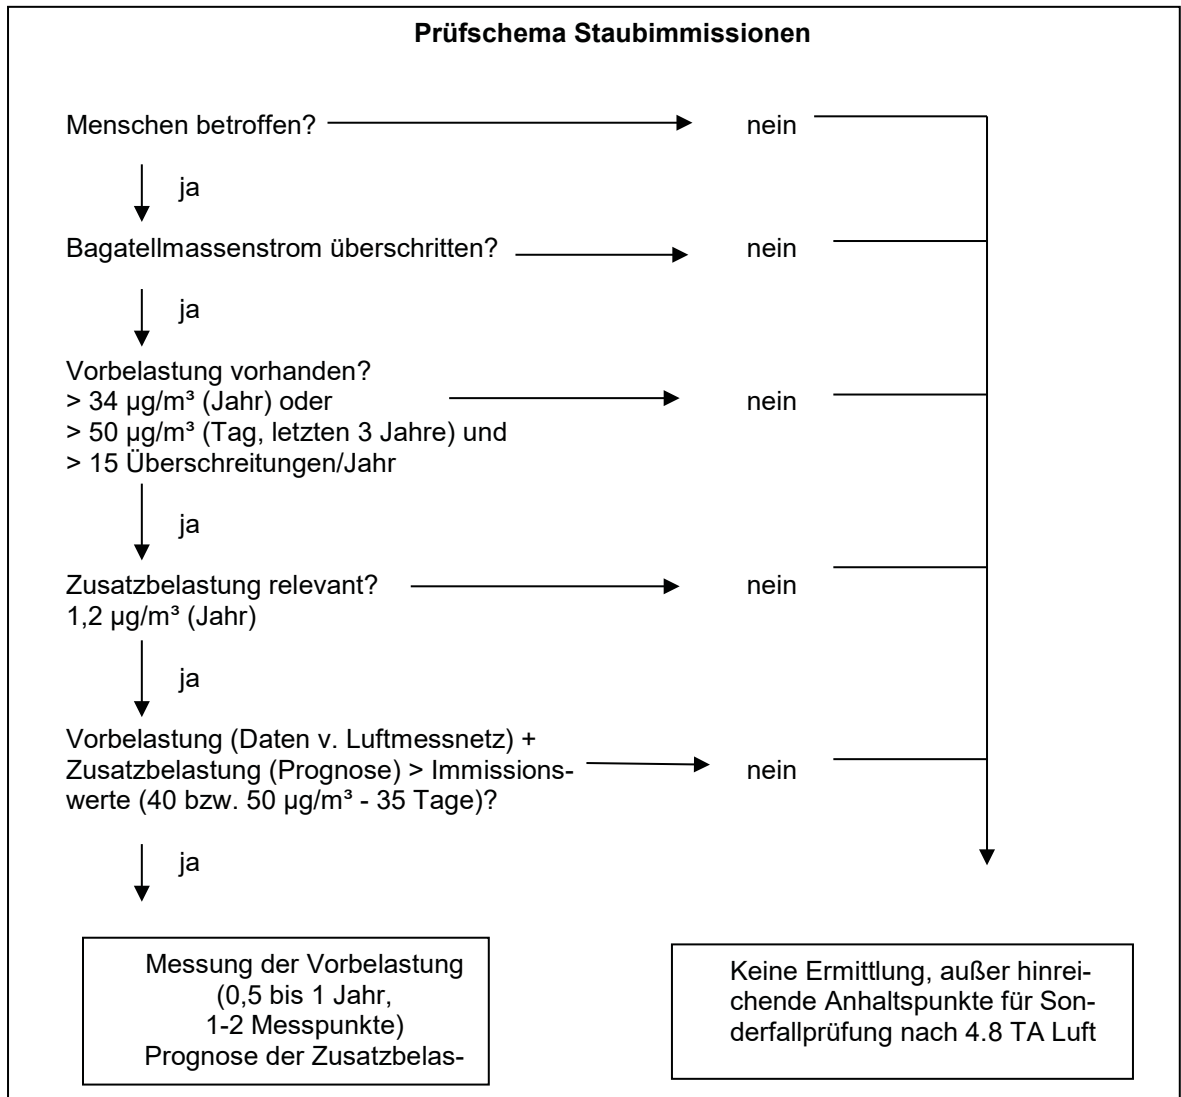 Prüfschema Staubimmissionen
Menschen betroffen? nein
ja
Bagatellmassenstrom überschritten? nein
ja
Vorbelastung vorhanden?
> 34 µg/m³ (Jahr) oder nein
> 50 µg/m³ (Tag, letzten 3 Jahre) und
> 15 Überschreitungen/Jahr
ja
Zusatzbelastung relevant? nein
1,2 µg/m³ (Jahr)
ja
Vorbelastung (Daten v. Luftmessnetz) +
Zusatzbelastung (Prognose) > Immissions- nein
werte (40 bzw. 50 µg/m³ - 35 Tage)?
ja
Messung der Vorbelastung
(0,5 bis 1 Jahr,
1-2 Messpunkte)
Prognose der Zusatzbelas-
Keine Ermittlung, außer hinrei-
chende Anhaltspunkte für Son-
derfallprüfung nach 4.8 TA Luft